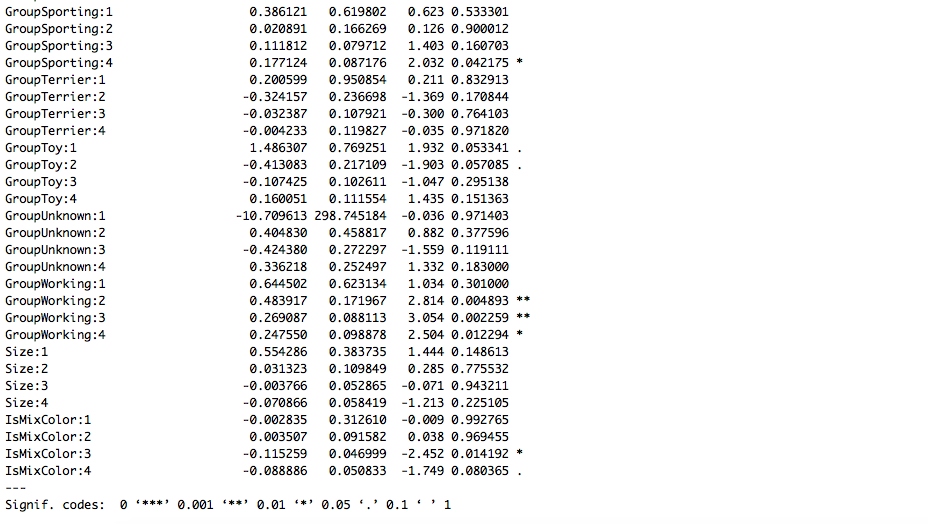 GroupSporting:1 0.386121 0.619802 0.623 0.533301
GroupSporting:2 0.020891 0.166269 0.126 0.900012
GroupSporting:3 0.111812 0.079712 1.403 0.160703
GroupSporting:4 0.177124 0.087176 2.032 0.042175 *
GroupTerrier:1 0.200599 0.950854 0.211 0.832913
GroupTerrier:2 -0.324157 0.236698 -1.369 0.170844
GroupTerrier:3 -0.032387 0.107921 -0.300 0.764103
GroupTerrier:4 -0.004233 0.119827 -0.035 0.971820
GroupToy:1 1.486307 0.769251 1.932 0.053341 .
GroupToy:2 -0.413083 0.217109 -1.903 0.057085 .
GroupToy:3 -0.107425 0.102611 -1.047 0.295138
GroupToy:4 0.160051 0.111554 1.435 0.151363
GroupUnknown:1 -10.709613 298.745184 -0.036 0.971403
GroupUnknown:2 0.404830 0.458817 0.882 0.377596
GroupUnknown:3 -0.424380 0.272297 -1.559 0.119111
GroupUnknown:4 0.336218 0.252497 1.332 0.183000
GroupWorking:1 0.644502 0.623134 1.034 0.301000
GroupWorking:2 0.483917 0.171967 2.814 0.004893 **
GroupWorking:3 0.269087 0.088113 3.054 0.002259 **
GroupWorking:4 0.247550 0.098878 2.504 0.012294 *
Size:1 0.554286 0.383735 1.444 0.148613
Size:2 0.031323 0.109849 0.285 0.775532
Size:3 -0.003766 0.052865 -0.071 0.943211
Size:4 -0.070866 0.058419 -1.213 0.225105
IsMixColor:1 -0.002835 0.312610 -0.009 0.992765
IsMixColor:2 0.003507 0.091582 0.038 0.969455
IsMixColor:3 -0.115259 0.046999 -2.452 0.014192 *
IsMixColor:4 -0.088886 0.050833 -1.749 0.080365 .
---
Signif. codes: 0 ‘***’ 0.001 ‘**’ 0.01 ‘*’ 0.05 ‘.’ 0.1 ‘ ’ 1